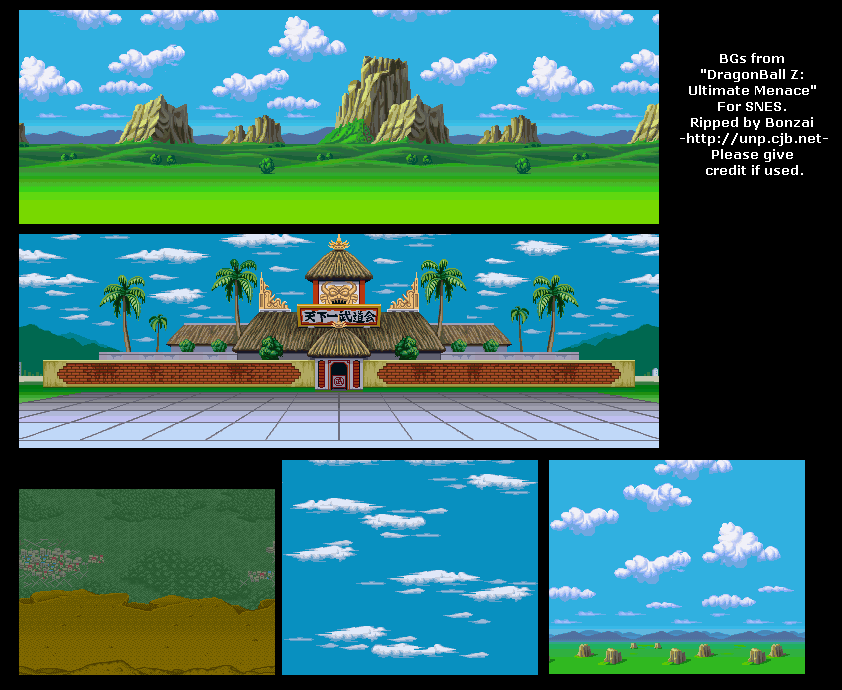 BGs from
"DragonBall Z:
Ultimate Menace"
For SNES.
Ripped by Bonzai
-http://unp.cjb.net-
Please give
credit if used.
天下一武道会